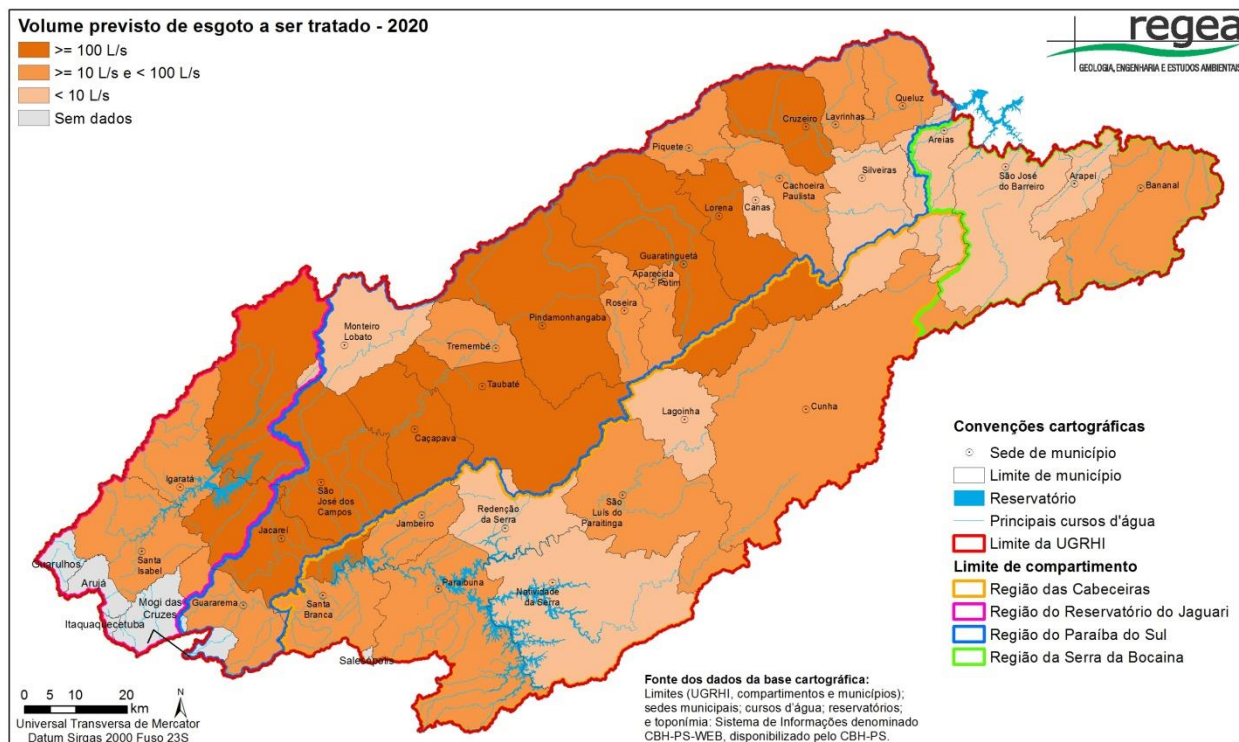 Volume previsto de esgoto a ser tratado - 2020
>= 100 L/s
>= 10 L/s e < 100 L/s
< 10 L/s
Sem dados
regea
GEOLOGIA, ENGENHARIA E ESTUDOS AMBIENTAIS
Queluz
Lavrinhas
Cruzeiro
Areias
Piquete
Silveiras
São José
do Barreiro
Arapeí
Bananal
Cachoeira
Paulista
Canas
Lorena
Guaratinguetá
Aparecida
Potim
Roseira
Pindamonhangaba
Monteiro
Lobato
Tremembé
Taubaté
Cunha
Lagoinha
Caçapava
Igaratá
São
José dos
Campos
São
Luís do
Paraitinga
Redenção
da Serra
Jambeiro
Jacareí
Santa
Isabel
Guarulhos
Arujá
Mogi das
Cruzes
Itaquaquecetuba
Guararema
Santa
Branca
Paraibuna
Natividade
da Serra
Salesópolis
Convenções cartográficas
Sede de município
Limite de município
Reservatório
Principais cursos d'água
Limite da UGRHI
Limite de compartimento
Região das Cabeceiras
Região do Reservatório do Jaguari
Região do Paraíba do Sul
Região da Serra da Bocaina
0 5 10 20
km
N
Universal Transversa de Mercator
Datum Sirgas 2000 Fuso 23S
Fonte dos dados da base cartográfica:
Limites (UGRHI, compartimentos e municípios);
sedes municipais; cursos d'água; reservatórios;
e toponímia: Sistema de Informações denominado
CBH-PS-WEB, disponibilizado pelo CBH-PS.